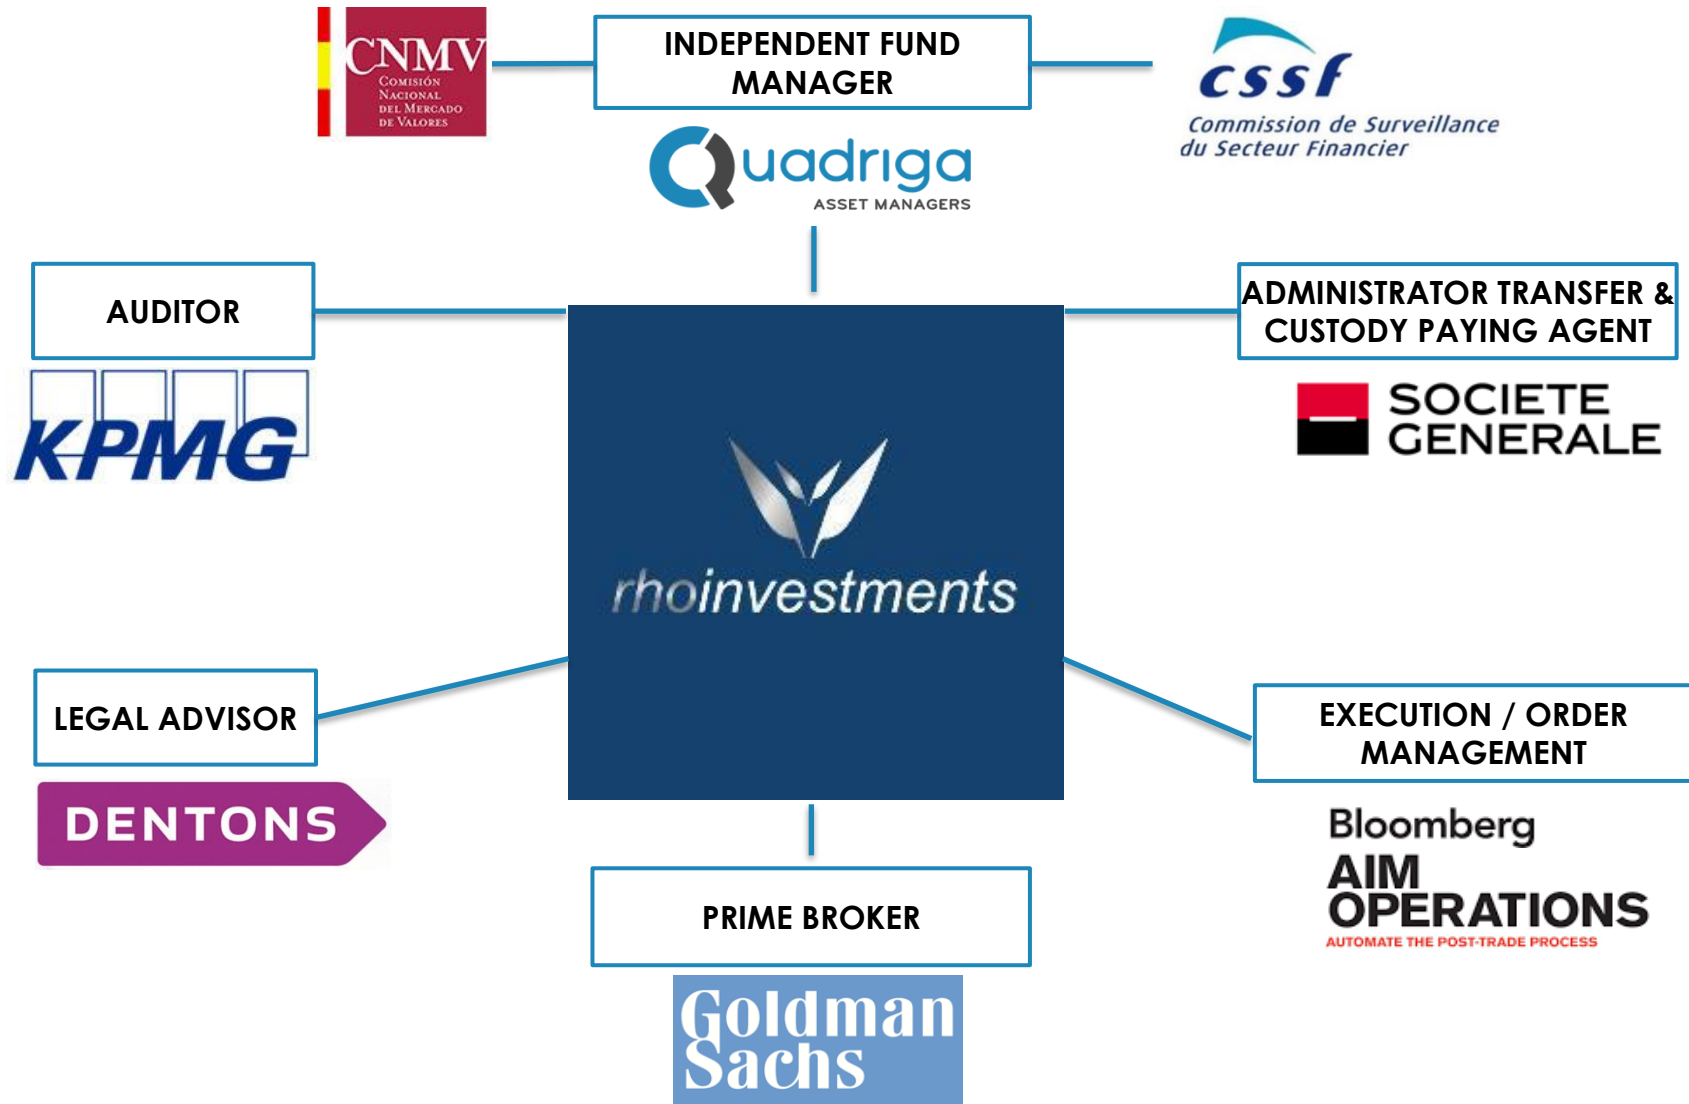 CNMV
COMISIÓN
NACIONAL
DEL MERCADO
DE VALORES
INDEPENDENT FUND
MANAGER
cssf
Commission de Surveillance
du Secteur Financier
Quadriga
ASSET MANAGERS
AUDITOR
KPMG
ADMINISTRATOR TRANSFER &
CUSTODY PAYING AGENT
SOCIETE
GENERALE
rhoinvestments
LEGAL ADVISOR
DENTONS
EXECUTION / ORDER
MANAGEMENT
Bloomberg
AIM
OPERATIONS
AUTOMATE THE POST-TRADE PROCESS
PRIME BROKER
Goldman
Sachs